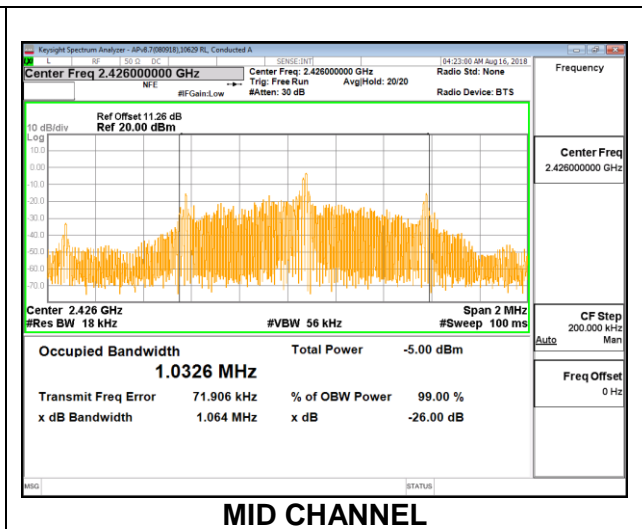 Keysight Spectrum Analyzer - APv8.7(080918),10629 RL, Conducted A
L RF 50 Ω DC SENSE:INT 04:23:00 AM Aug 16, 2018
Center Freq 2.426000000 GHz Center Freq: 2.426000000 GHz Radio Std: None Frequency
NFE Trig: Free Run Avg|Hold: 20/20
#IFGain:Low #Atten: 30 dB Radio Device: BTS
Ref Offset 11.26 dB
10 dB/div Ref 20.00 dBm
Log
10.0
0.00
-10.0
-20.0
-30.0
-40.0
-50.0
-60.0
-70.0
Center Freq
2.426000000 GHz
Center 2.426 GHz Span 2 MHz
#Res BW 18 kHz #VBW 56 kHz #Sweep 100 ms
CF Step
200.000 kHz
Auto Man
Occupied Bandwidth Total Power -5.00 dBm
1.0326 MHz
Freq Offset
0 Hz
Transmit Freq Error 71.906 kHz % of OBW Power 99.00 %
x dB Bandwidth 1.064 MHz x dB -26.00 dB
MSG STATUS
MID CHANNEL